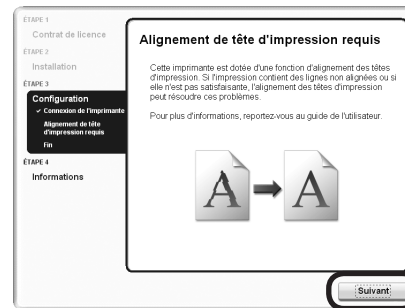 ÉTAPE 1
Contrat de licence
ÉTAPE 2
Installation
ÉTAPE 3
Configuration
✓ Connexion de l'imprimante
Alignement de tête
d'impression requis
Fin
ÉTAPE 4
Informations
Alignement de tête d'impression requis
Cette imprimante est dotée d'une fonction d'alignement des têtes
d'impression. Si l'impression contient des lignes non alignées ou si
elle n'est pas satisfaisante, l'alignement des têtes d'impression
peut résoudre ces problèmes.
Pour plus d'informations, reportez-vous au guide de l'utilisateur.
A
A
Suivant